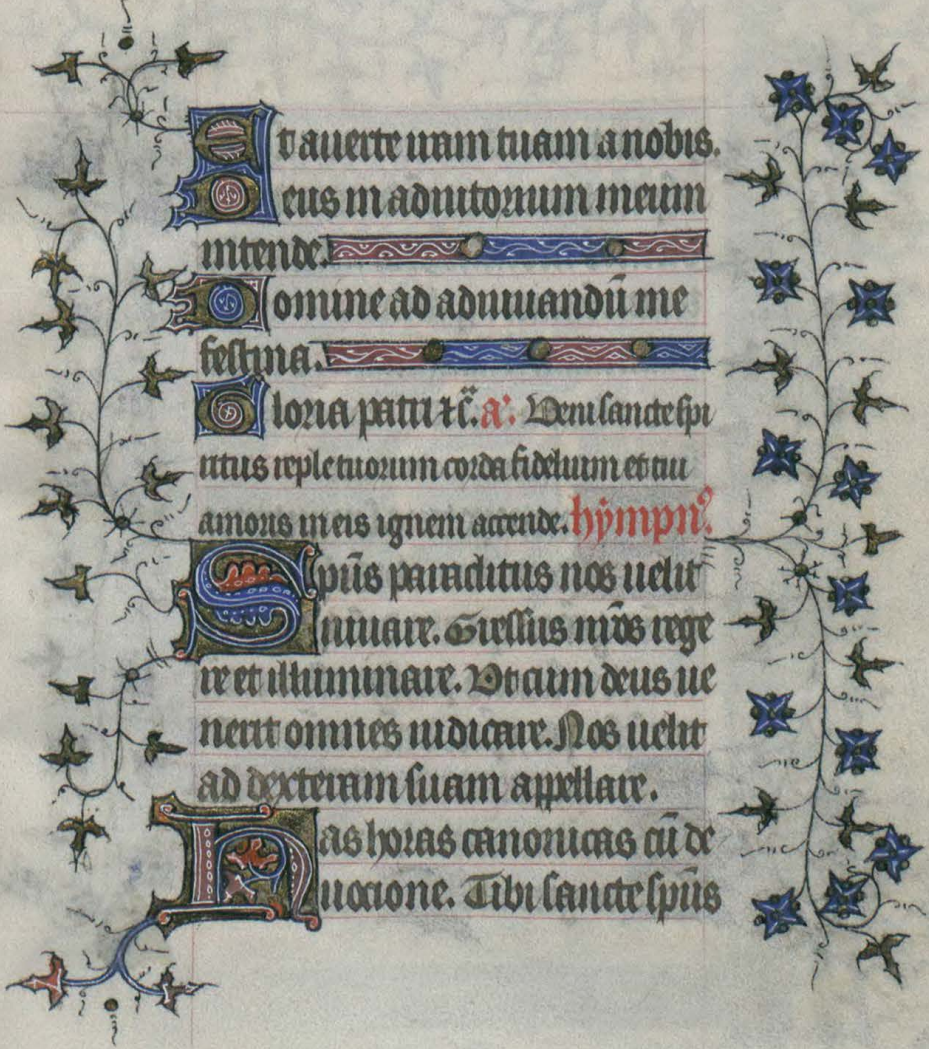 Et auerte iram tuam a nobis.
Deus in adiutorium meum
intende.
Domine ad adiuuandū me
festina.
Gloria patri ⁊c̄. a'. Veni sancte spi
ritus reple tuorum corda fidelium et tui
amoris in eis ignem accende. hẏmpnꝰ.
Spūs paraclitus nos uelit
iuuare. Gressus nr̄os rege
re et illuminare. Vt cum deus ue
nerit omnes iudicare. Nos uelit
ad dexteram suam appellare.
Has horas canonicas cū de
uocione. Tibi sancte spūs